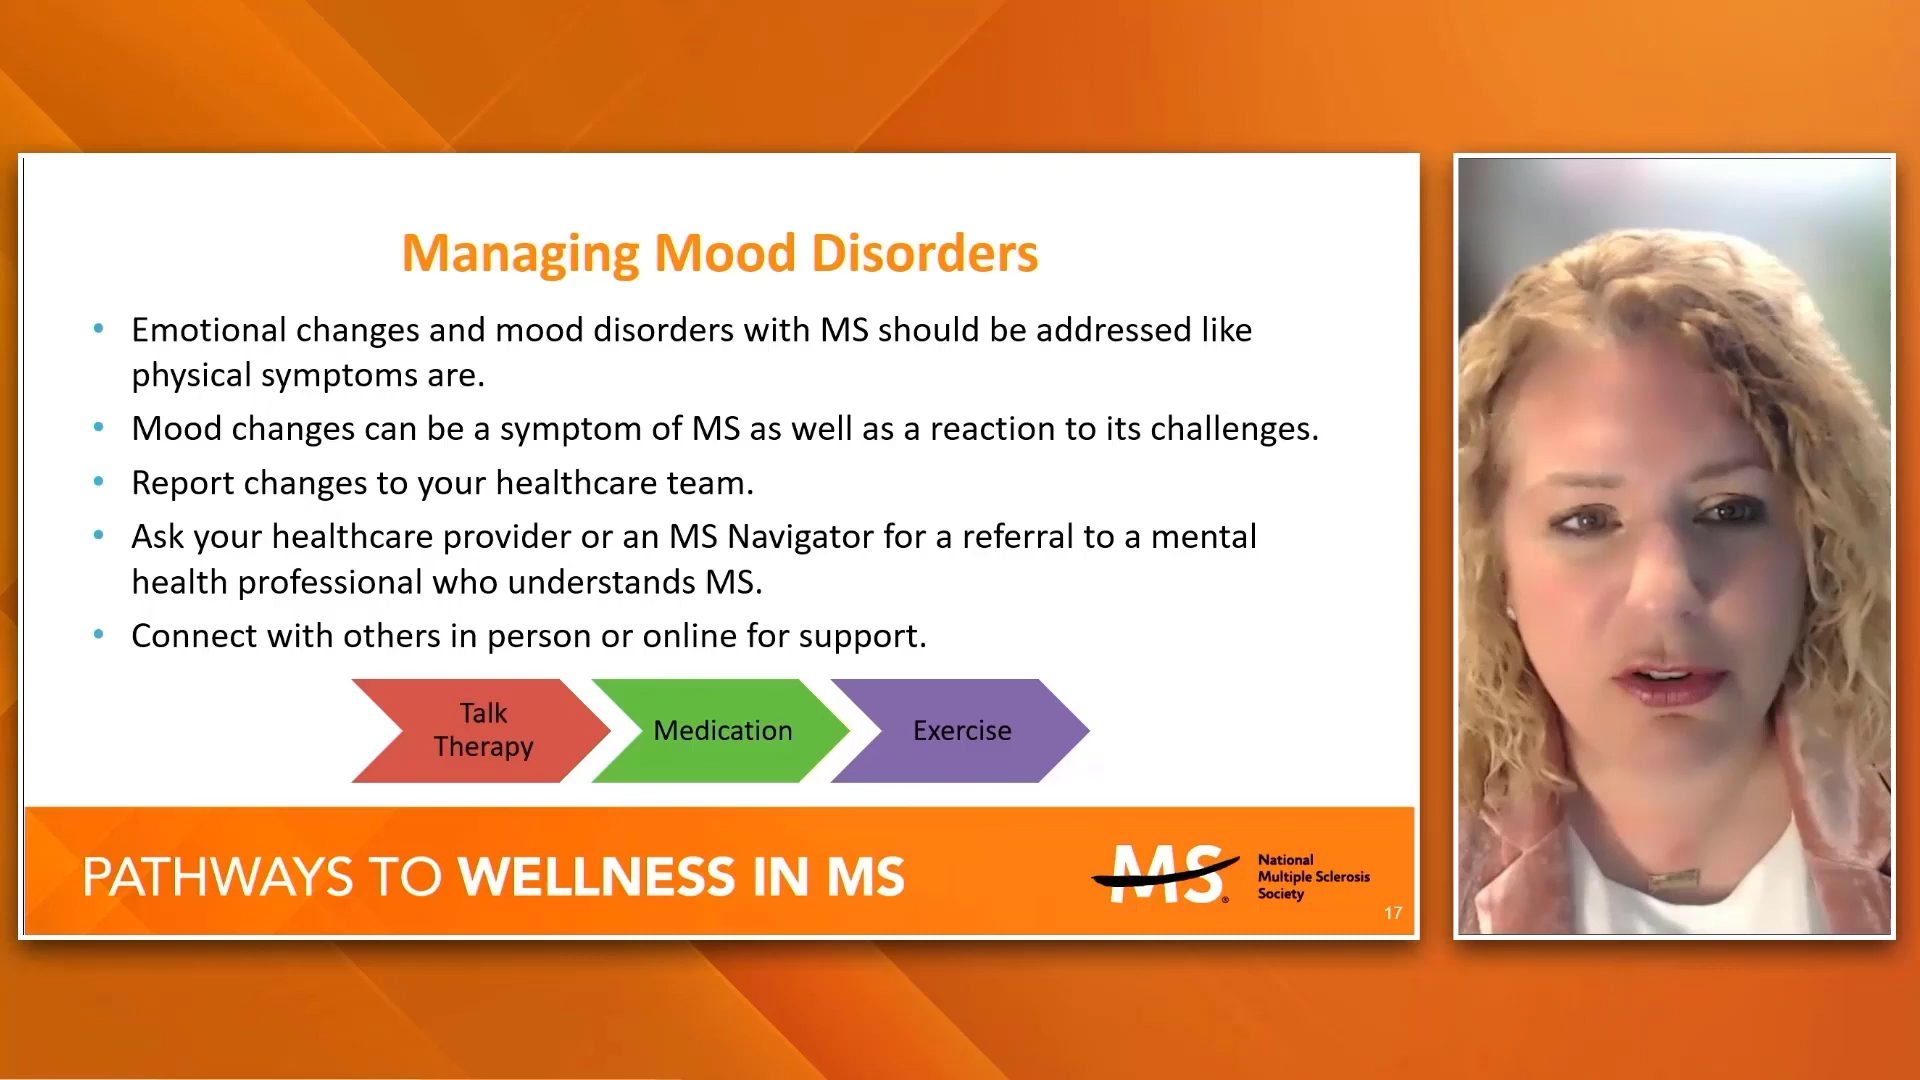 Managing Mood Disorders
• Emotional changes and mood disorders with MS should be addressed like
physical symptoms are.
• Mood changes can be a symptom of MS as well as a reaction to its challenges.
• Report changes to your healthcare team.
• Ask your healthcare provider or an MS Navigator for a referral to a mental
health professional who understands MS.
• Connect with others in person or online for support.
Talk
Therapy
Medication
Exercise
PATHWAYS TO WELLNESS IN MS
MS®
National
Multiple Sclerosis
Society
17